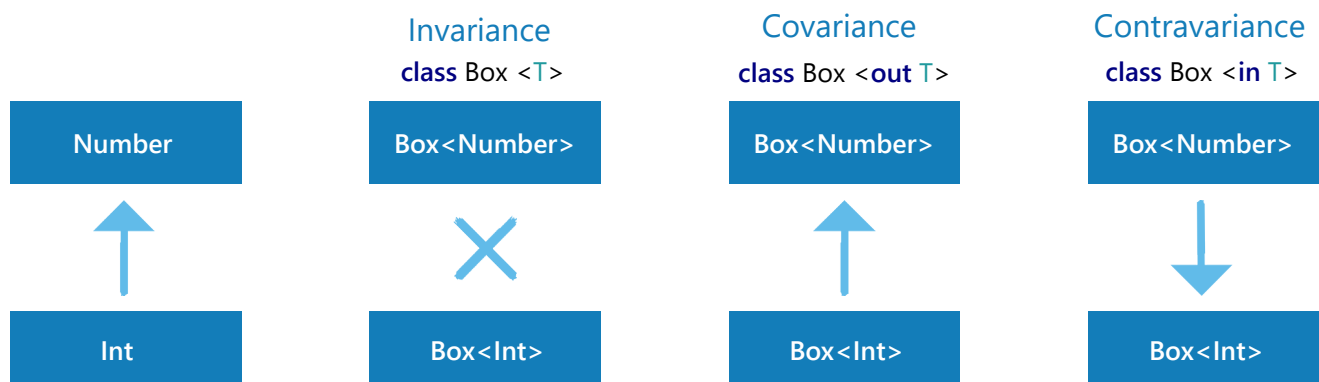 Invariance
class Box <T>
Covariance
class Box <out T>
Contravariance
class Box <in T>
Number
Box<Number>
Box<Number>
Box<Number>
Int
Box<Int>
Box<Int>
Box<Int>